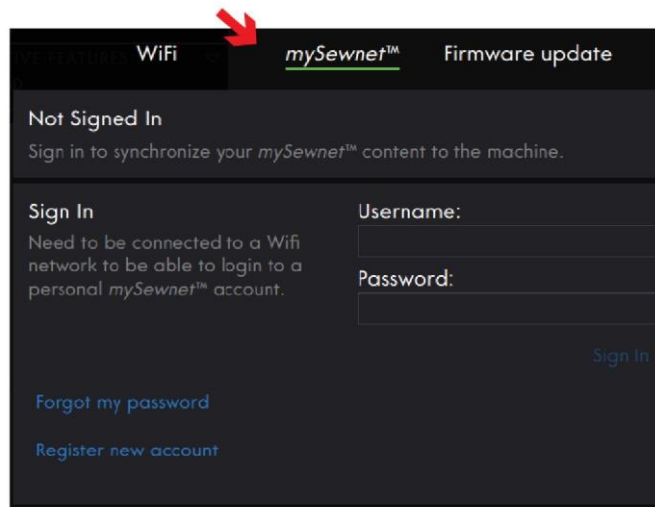 WiFi mySewnet™ Firmware update
Not Signed In
Sign in to synchronize your mySewnet™ content to the machine.
Sign In
Need to be connected to a Wifi
network to be able to login to a
personal mySewnet™ account.
Username:
Password:
Sign In
Forgot my password
Register new account